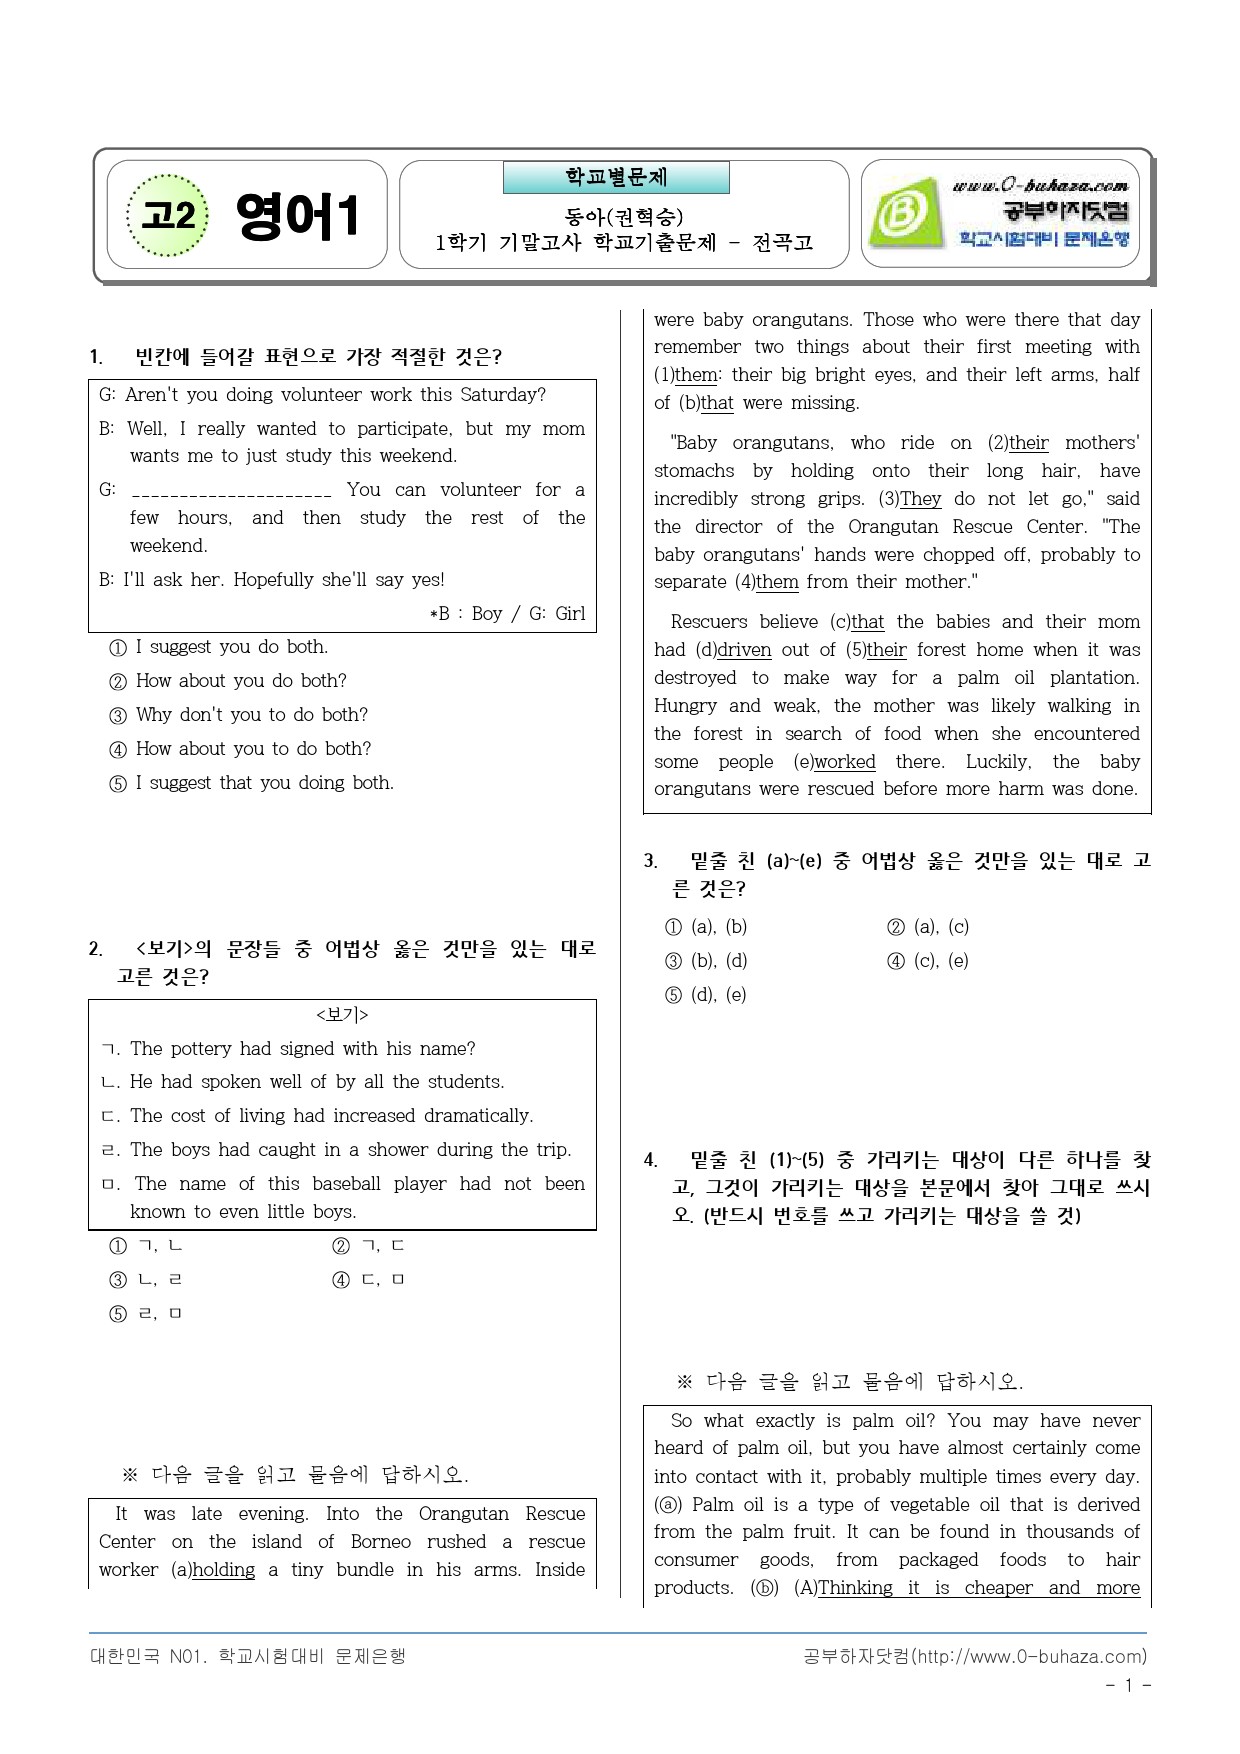 고2 영어1
학교별문제
동아(권혁승)
1학기 기말고사 학교기출문제 - 전곡고
www.0-buhaza.com
공부하자닷컴
학교시험대비 문제은행
1. 빈칸에 들어갈 표현으로 가장 적절한 것은?
G: Aren't you doing volunteer work this Saturday?
B: Well, I really wanted to participate, but my mom
wants me to just study this weekend.
G: _____________________ You can volunteer for a
few hours, and then study the rest of the
weekend.
B: I'll ask her. Hopefully she'll say yes!
*B : Boy / G: Girl
① I suggest you do both.
② How about you do both?
③ Why don't you to do both?
④ How about you to do both?
⑤ I suggest that you doing both.
2. <보기>의 문장들 중 어법상 옳은 것만을 있는 대로
고른 것은?
<보기>
ㄱ. The pottery had signed with his name?
ㄴ. He had spoken well of by all the students.
ㄷ. The cost of living had increased dramatically.
ㄹ. The boys had caught in a shower during the trip.
ㅁ. The name of this baseball player had not been
known to even little boys.
① ㄱ, ㄴ ② ㄱ, ㄷ
③ ㄴ, ㄹ ④ ㄷ, ㅁ
⑤ ㄹ, ㅁ
※ 다음 글을 읽고 물음에 답하시오.
It was late evening. Into the Orangutan Rescue
Center on the island of Borneo rushed a rescue
worker (a)holding a tiny bundle in his arms. Inside
were baby orangutans. Those who were there that day
remember two things about their first meeting with
(1)them: their big bright eyes, and their left arms, half
of (b)that were missing.
"Baby orangutans, who ride on (2)their mothers'
stomachs by holding onto their long hair, have
incredibly strong grips. (3)They do not let go," said
the director of the Orangutan Rescue Center. "The
baby orangutans' hands were chopped off, probably to
separate (4)them from their mother."
Rescuers believe (c)that the babies and their mom
had (d)driven out of (5)their forest home when it was
destroyed to make way for a palm oil plantation.
Hungry and weak, the mother was likely walking in
the forest in search of food when she encountered
some people (e)worked there. Luckily, the baby
orangutans were rescued before more harm was done.
3. 밑줄 친 (a)~(e) 중 어법상 옳은 것만을 있는 대로 고
른 것은?
① (a), (b) ② (a), (c)
③ (b), (d) ④ (c), (e)
⑤ (d), (e)
4. 밑줄 친 (1)~(5) 중 가리키는 대상이 다른 하나를 찾
고, 그것이 가리키는 대상을 본문에서 찾아 그대로 쓰시
오. (반드시 번호를 쓰고 가리키는 대상을 쓸 것)
※ 다음 글을 읽고 물음에 답하시오.
So what exactly is palm oil? You may have never
heard of palm oil, but you have almost certainly come
into contact with it, probably multiple times every day.
(ⓐ) Palm oil is a type of vegetable oil that is derived
from the palm fruit. It can be found in thousands of
consumer goods, from packaged foods to hair
products. (ⓑ) (A)Thinking it is cheaper and more
대한민국 N01. 학교시험대비 문제은행
공부하자닷컴(http://www.0-buhaza.com)
- 1 -